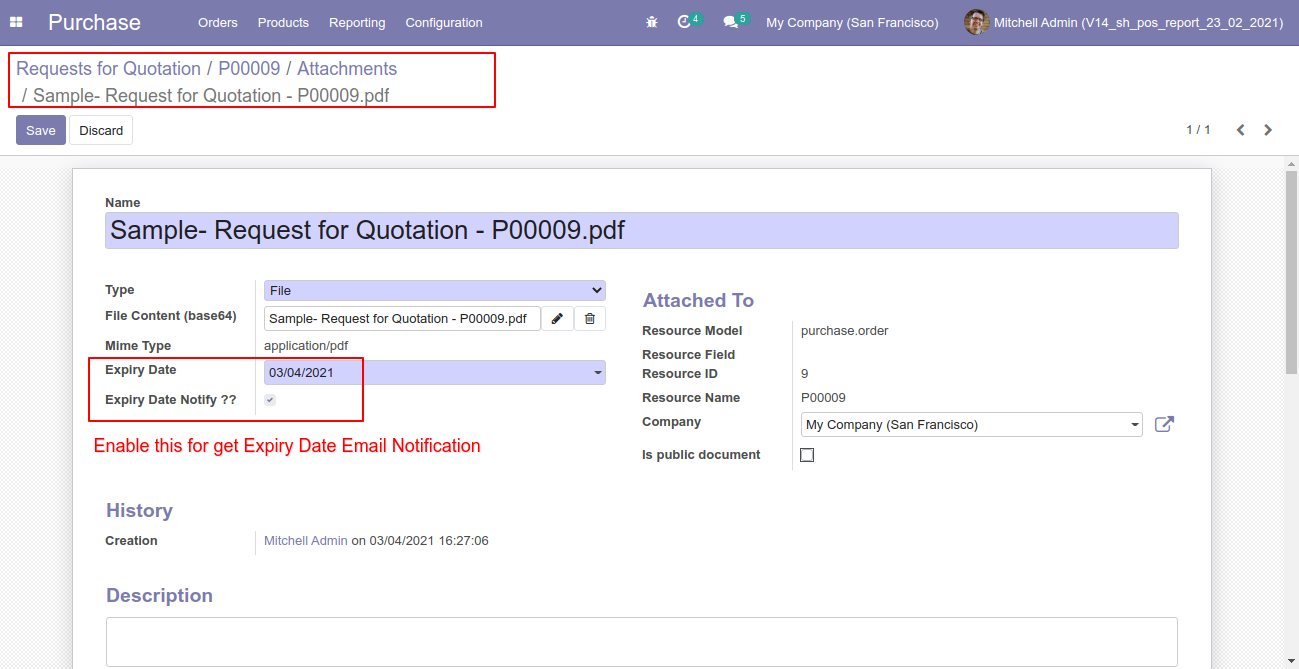 Purchase Orders Products Reporting Configuration 4 5 My Company (San Francisco) Mitchell Admin (V14_sh_pos_report_23_02_2021)
Requests for Quotation / P00009 / Attachments
/ Sample- Request for Quotation - P00009.pdf
Save Discard 1 / 1
Name
Sample- Request for Quotation - P00009.pdf
Type File
File Content (base64) Sample- Request for Quotation - P00009.pdf
Mime Type application/pdf
Expiry Date 03/04/2021
Expiry Date Notify ??
Enable this for get Expiry Date Email Notification
Attached To
Resource Model purchase.order
Resource Field
Resource ID 9
Resource Name P00009
Company My Company (San Francisco)
Is public document
History
Creation Mitchell Admin on 03/04/2021 16:27:06
Description